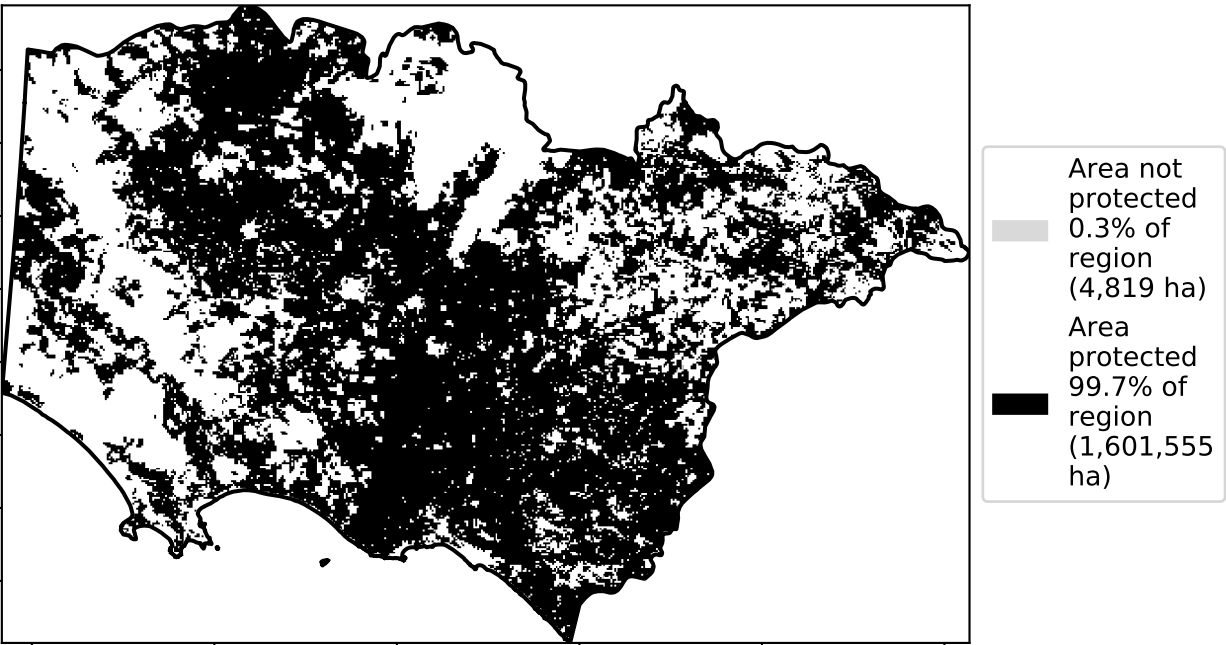 Area not
protected
0.3% of
region
(4,819 ha)
Area
protected
99.7% of
region
(1,601,555
ha)